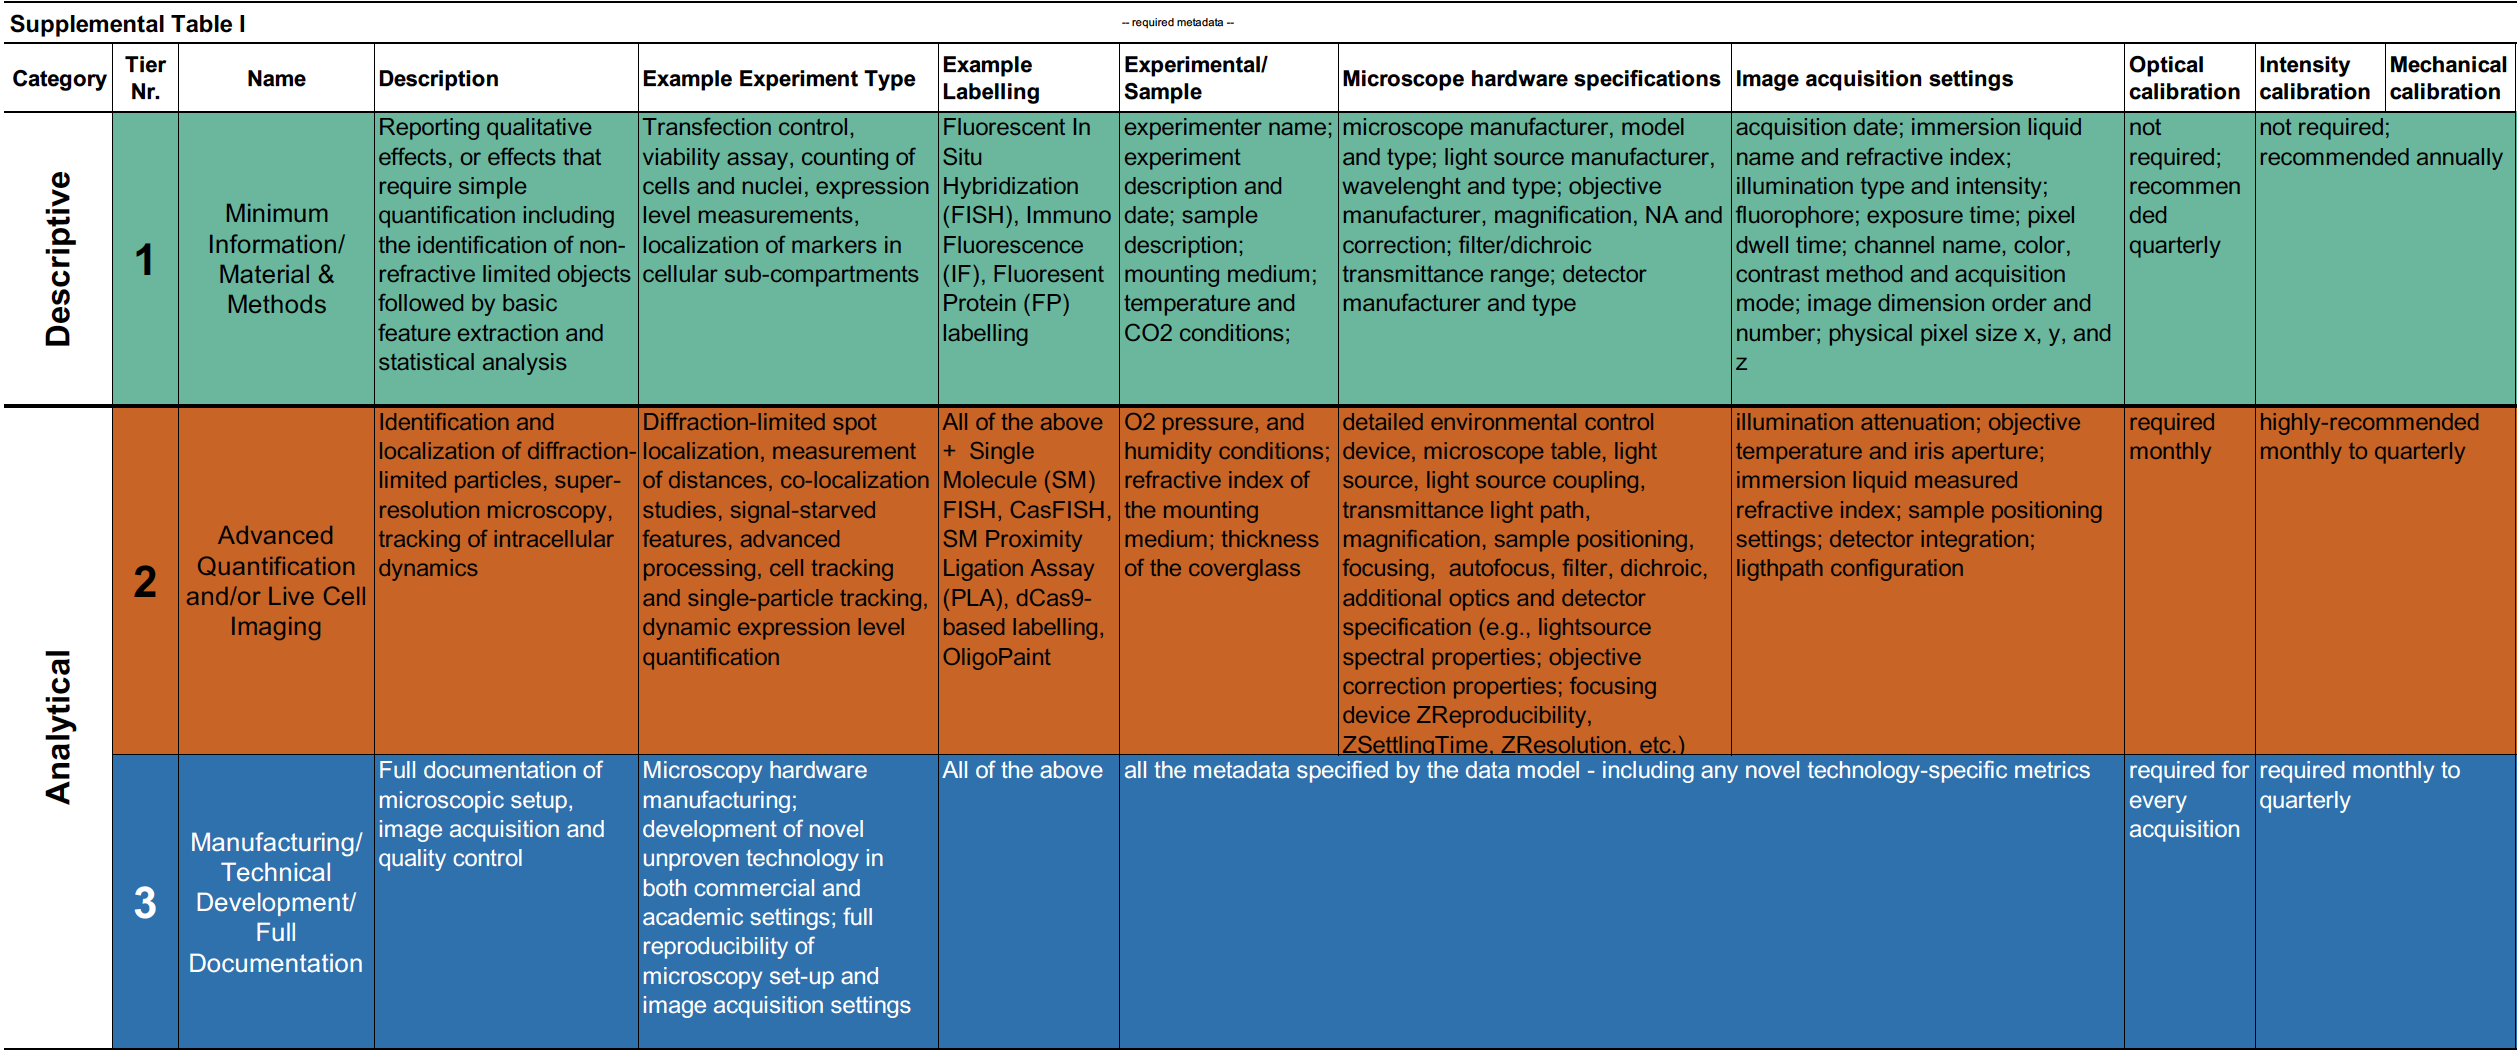 Supplemental Table I
-- required metadata --
Category
Tier
Nr.
Name
Description
Example Experiment Type
Example
Labelling
Experimental/
Sample
Microscope hardware specifications
Image acquisition settings
Optical
calibration
Intensity
calibration
Mechanical
calibration
Descriptive
1
Minimum
Information/
Material &
Methods
Reporting qualitative
effects, or effects that
require simple
quantification including
the identification of non-
refractive limited objects
followed by basic
feature extraction and
statistical analysis
Transfection control,
viability assay, counting of
cells and nuclei, expression
level measurements,
localization of markers in
cellular sub-compartments
Fluorescent In
Situ
Hybridization
(FISH), Immuno
Fluorescence
(IF), Fluoresent
Protein (FP)
labelling
experimenter name;
experiment
description and
date; sample
description;
mounting medium;
temperature and
CO2 conditions;
microscope manufacturer, model
and type; light source manufacturer,
wavelenght and type; objective
manufacturer, magnification, NA and
correction; filter/dichroic
transmittance range; detector
manufacturer and type
acquisition date; immersion liquid
name and refractive index;
illumination type and intensity;
fluorophore; exposure time; pixel
dwell time; channel name, color,
contrast method and acquisition
mode; image dimension order and
number; physical pixel size x, y, and
z
not
required;
recommen
ded
quarterly
not required;
recommended annually
Analytical
2
Advanced
Quantification
and/or Live Cell
Imaging
Identification and
localization of diffraction-
limited particles, super-
resolution microscopy,
tracking of intracellular
dynamics
Diffraction-limited spot
localization, measurement
of distances, co-localization
studies, signal-starved
features, advanced
processing, cell tracking
and single-particle tracking,
dynamic expression level
quantification
All of the above
+ Single
Molecule (SM)
FISH, CasFISH,
SM Proximity
Ligation Assay
(PLA), dCas9-
based labelling,
OligoPaint
O2 pressure, and
humidity conditions;
refractive index of
the mounting
medium; thickness
of the coverglass
detailed environmental control
device, microscope table, light
source, light source coupling,
transmittance light path,
magnification, sample positioning,
focusing, autofocus, filter, dichroic,
additional optics and detector
specification (e.g., lightsource
spectral properties; objective
correction properties; focusing
device ZReproducibility,
ZSettlingTime, ZResolution, etc.)
illumination attenuation; objective
temperature and iris aperture;
immersion liquid measured
refractive index; sample positioning
settings; detector integration;
ligthpath configuration
required
monthly
highly-recommended
monthly to quarterly
3
Manufacturing/
Technical
Development/
Full
Documentation
Full documentation of
microscopic setup,
image acquisition and
quality control
Microscopy hardware
manufacturing;
development of novel
unproven technology in
both commercial and
academic settings; full
reproducibility of
microscopy set-up and
image acquisition settings
All of the above
all the metadata specified by the data model - including any novel technology-specific metrics
required for
every
acquisition
required monthly to
quarterly